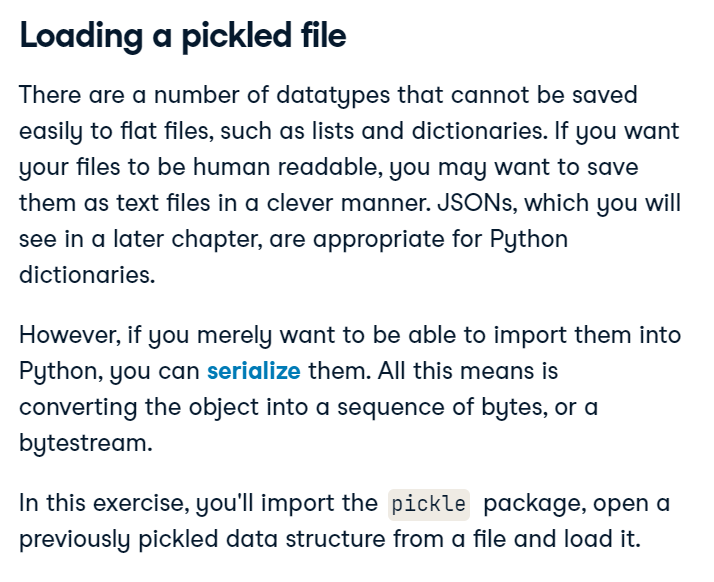 Loading a pickled file
There are a number of datatypes that cannot be saved
easily to flat files, such as lists and dictionaries. If you want
your files to be human readable, you may want to save
them as text files in a clever manner. JSONs, which you will
see in a later chapter, are appropriate for Python
dictionaries.
However, if you merely want to be able to import them into
Python, you can serialize them. All this means is
converting the object into a sequence of bytes, or a
bytestream.
In this exercise, you'll import the pickle package, open a
previously pickled data structure from a file and load it.